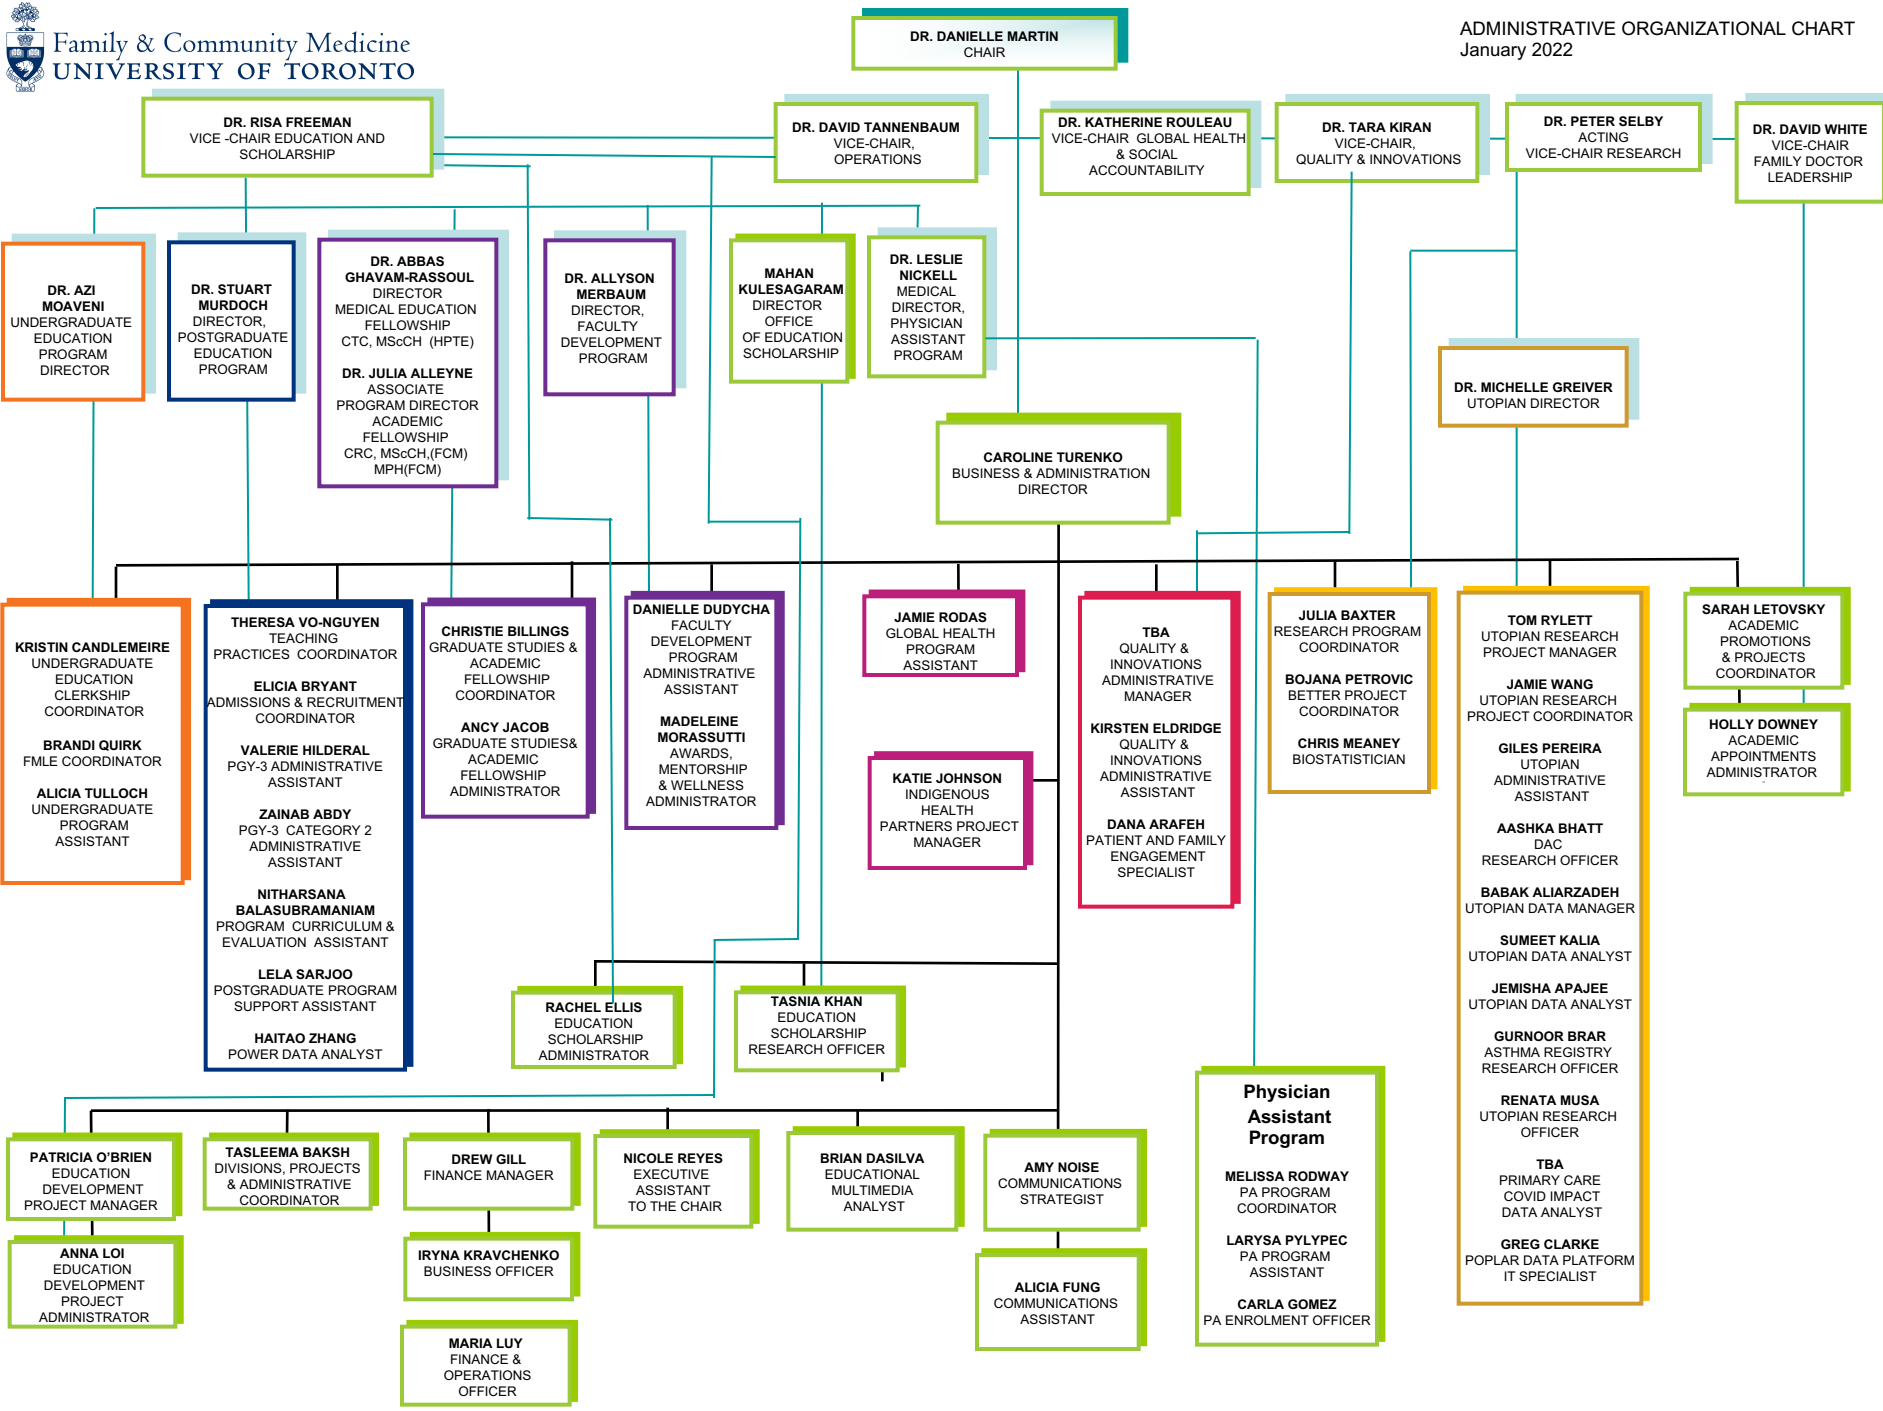 Family & Community Medicine
UNIVERSITY OF TORONTO
ADMINISTRATIVE ORGANIZATIONAL CHART
January 2022
DR. DANIELLE MARTIN
CHAIR
DR. RISA FREEMAN
VICE -CHAIR EDUCATION AND
SCHOLARSHIP
DR. DAVID TANNENBAUM
VICE-CHAIR,
OPERATIONS
DR. KATHERINE ROULEAU
VICE-CHAIR GLOBAL HEALTH
& SOCIAL
ACCOUNTABILITY
DR. TARA KIRAN
VICE-CHAIR,
QUALITY & INNOVATIONS
DR. PETER SELBY
ACTING
VICE-CHAIR RESEARCH
DR. DAVID WHITE
VICE-CHAIR
FAMILY DOCTOR
LEADERSHIP
DR. AZI
MOAVENI
UNDERGRADUATE
EDUCATION
PROGRAM
DIRECTOR
DR. STUART
MURDOCH
DIRECTOR,
POSTGRADUATE
EDUCATION
PROGRAM
DR. ABBAS
GHAVAM-RASSOUL
DIRECTOR
MEDICAL EDUCATION
FELLOWSHIP
CTC, MScCH (HPTE)
DR. JULIA ALLEYNE
ASSOCIATE
PROGRAM DIRECTOR
ACADEMIC
FELLOWSHIP
CRC, MScCH,(FCM)
MPH(FCM)
DR. ALLYSON
MERBAUM
DIRECTOR,
FACULTY
DEVELOPMENT
PROGRAM
MAHAN
KULESAGARAM
DIRECTOR
OFFICE
OF EDUCATION
SCHOLARSHIP
DR. LESLIE
NICKELL
MEDICAL
DIRECTOR,
PHYSICIAN
ASSISTANT
PROGRAM
DR. MICHELLE GREIVER
UTOPIAN DIRECTOR
CAROLINE TURENKO
BUSINESS & ADMINISTRATION
DIRECTOR
KRISTIN CANDLEMEIRE
UNDERGRADUATE
EDUCATION
CLERKSHIP
COORDINATOR
BRANDI QUIRK
FMLE COORDINATOR
ALICIA TULLOCH
UNDERGRADUATE
PROGRAM
ASSISTANT
THERESA VO-NGUYEN
TEACHING
PRACTICES COORDINATOR
ELICIA BRYANT
ADMISSIONS & RECRUITMENT
COORDINATOR
VALERIE HILDERAL
PGY-3 ADMINISTRATIVE
ASSISTANT
ZAINAB ABDY
PGY-3 CATEGORY 2
ADMINISTRATIVE
ASSISTANT
NITHARSANA
BALASUBRAMANIAM
PROGRAM CURRICULUM &
EVALUATION ASSISTANT
LELA SARJOO
POSTGRADUATE PROGRAM
SUPPORT ASSISTANT
HAITAO ZHANG
POWER DATA ANALYST
CHRISTIE BILLINGS
GRADUATE STUDIES &
ACADEMIC
FELLOWSHIP
COORDINATOR
ANCY JACOB
GRADUATE STUDIES&
ACADEMIC
FELLOWSHIP
ADMINISTRATOR
DANIELLE DUDYCHA
FACULTY
DEVELOPMENT
PROGRAM
ADMINISTRATIVE
ASSISTANT
MADELEINE
MORASSUTTI
AWARDS,
MENTORSHIP
& WELLNESS
ADMINISTRATOR
JAMIE RODAS
GLOBAL HEALTH
PROGRAM
ASSISTANT
KATIE JOHNSON
INDIGENOUS
HEALTH
PARTNERS PROJECT
MANAGER
TBA
QUALITY &
INNOVATIONS
ADMINISTRATIVE
MANAGER
KIRSTEN ELDRIDGE
QUALITY &
INNOVATIONS
ADMINISTRATIVE
ASSISTANT
DANA ARAFEH
PATIENT AND FAMILY
ENGAGEMENT
SPECIALIST
JULIA BAXTER
RESEARCH PROGRAM
COORDINATOR
BOJANA PETROVIC
BETTER PROJECT
COORDINATOR
CHRIS MEANEY
BIOSTATISTICIAN
TOM RYLETT
UTOPIAN RESEARCH
PROJECT MANAGER
JAMIE WANG
UTOPIAN RESEARCH
PROJECT COORDINATOR
GILES PEREIRA
UTOPIAN
ADMINISTRATIVE
ASSISTANT
AASHKA BHATT
DAC
RESEARCH OFFICER
BABAK ALIARZADEH
UTOPIAN DATA MANAGER
SUMEET KALIA
UTOPIAN DATA ANALYST
JEMISHA APAJEE
UTOPIAN DATA ANALYST
GURNOOR BRAR
ASTHMA REGISTRY
RESEARCH OFFICER
RENATA MUSA
UTOPIAN RESEARCH
OFFICER
TBA
PRIMARY CARE
COVID IMPACT
DATA ANALYST
GREG CLARKE
POPLAR DATA PLATFORM
IT SPECIALIST
SARAH LETOVSKY
ACADEMIC
PROMOTIONS
& PROJECTS
COORDINATOR
HOLLY DOWNEY
ACADEMIC
APPOINTMENTS
ADMINISTRATOR
RACHEL ELLIS
EDUCATION
SCHOLARSHIP
ADMINISTRATOR
TASNIA KHAN
EDUCATION
SCHOLARSHIP
RESEARCH OFFICER
Physician
Assistant
Program
MELISSA RODWAY
PA PROGRAM
COORDINATOR
LARYSA PYLYPEC
PA PROGRAM
ASSISTANT
CARLA GOMEZ
PA ENROLMENT OFFICER
PATRICIA O’BRIEN
EDUCATION
DEVELOPMENT
PROJECT MANAGER
ANNA LOI
EDUCATION
DEVELOPMENT
PROJECT
ADMINISTRATOR
TASLEEMA BAKSH
DIVISIONS, PROJECTS
& ADMINISTRATIVE
COORDINATOR
DREW GILL
FINANCE MANAGER
IRYNA KRAVCHENKO
BUSINESS OFFICER
MARIA LUY
FINANCE &
OPERATIONS
OFFICER
NICOLE REYES
EXECUTIVE
ASSISTANT
TO THE CHAIR
BRIAN DASILVA
EDUCATIONAL
MULTIMEDIA
ANALYST
AMY NOISE
COMMUNICATIONS
STRATEGIST
ALICIA FUNG
COMMUNICATIONS
ASSISTANT